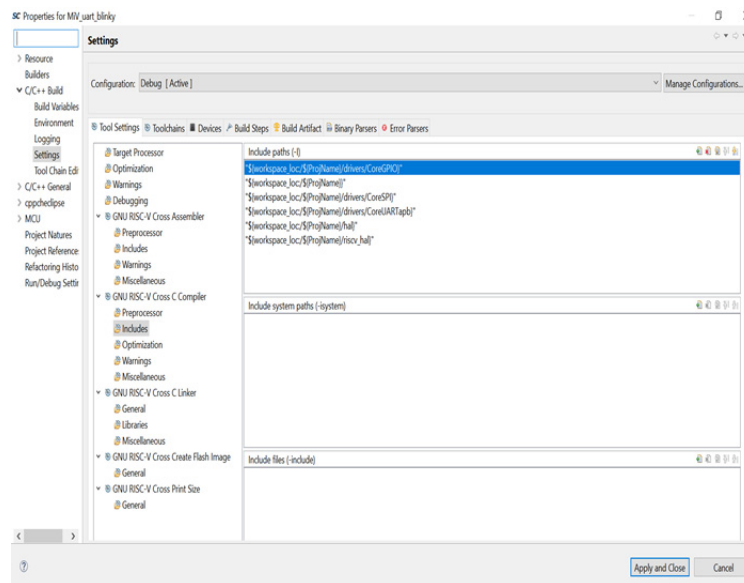 SC Properties for MiV_uart_blinky
Settings
Resource
Builders
C/C++ Build
Build Variables
Environment
Logging
Settings
Tool Chain Edi
C/C++ General
cppcheclipse
MCU
Project Natures
Project Reference
Refactoring Histo
Run/Debug Settir
Configuration: Debug [ Active ]
Manage Configurations...
Tool Settings Toolchains Devices Build Steps Build Artifact Binary Parsers Error Parsers
Target Processor
Optimization
Warnings
Debugging
GNU RISC-V Cross Assembler
Preprocessor
Includes
Warnings
Miscellaneous
GNU RISC-V Cross C Compiler
Preprocessor
Includes
Optimization
Warnings
Miscellaneous
GNU RISC-V Cross C Linker
General
Libraries
Miscellaneous
GNU RISC-V Cross Create Flash Image
General
GNU RISC-V Cross Print Size
General
Include paths (-I)
"${workspace_loc:/${ProjName}/drivers/CoreGPIO}"
"${workspace_loc:/${ProjName}}"
"${workspace_loc:/${ProjName}/drivers/CoreSPI}"
"${workspace_loc:/${ProjName}/drivers/CoreUARTapb}"
"${workspace_loc:/${ProjName}/hal}"
"${workspace_loc:/${ProjName}/riscv_hal}"
Include system paths (-isystem)
Include files (-include)
Apply and Close
Cancel